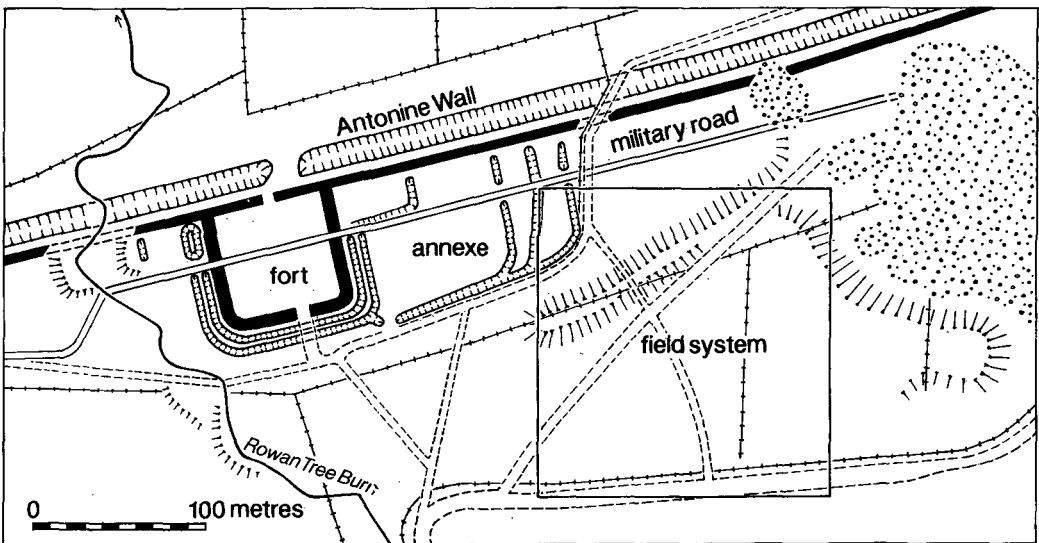 Antonine Wall
military road
annexe
fort
field system
Rowan Tree Burn
0 100 metres